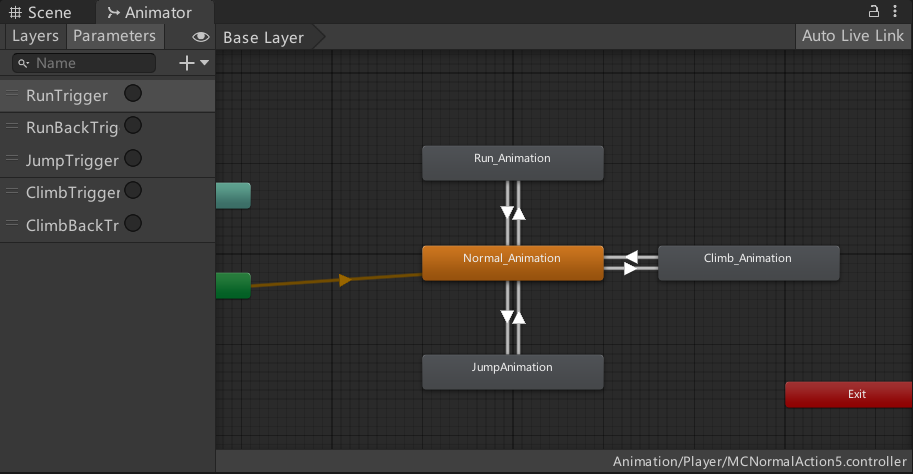 Scene
Animator
Layers
Parameters
Base Layer
Auto Live Link
Name
RunTrigger
RunBackTrig
JumpTrigger
ClimbTrigger
ClimbBackTr
Run_Animation
Normal_Animation
Climb_Animation
JumpAnimation
Exit
Animation/Player/MCNormalAction5.controller